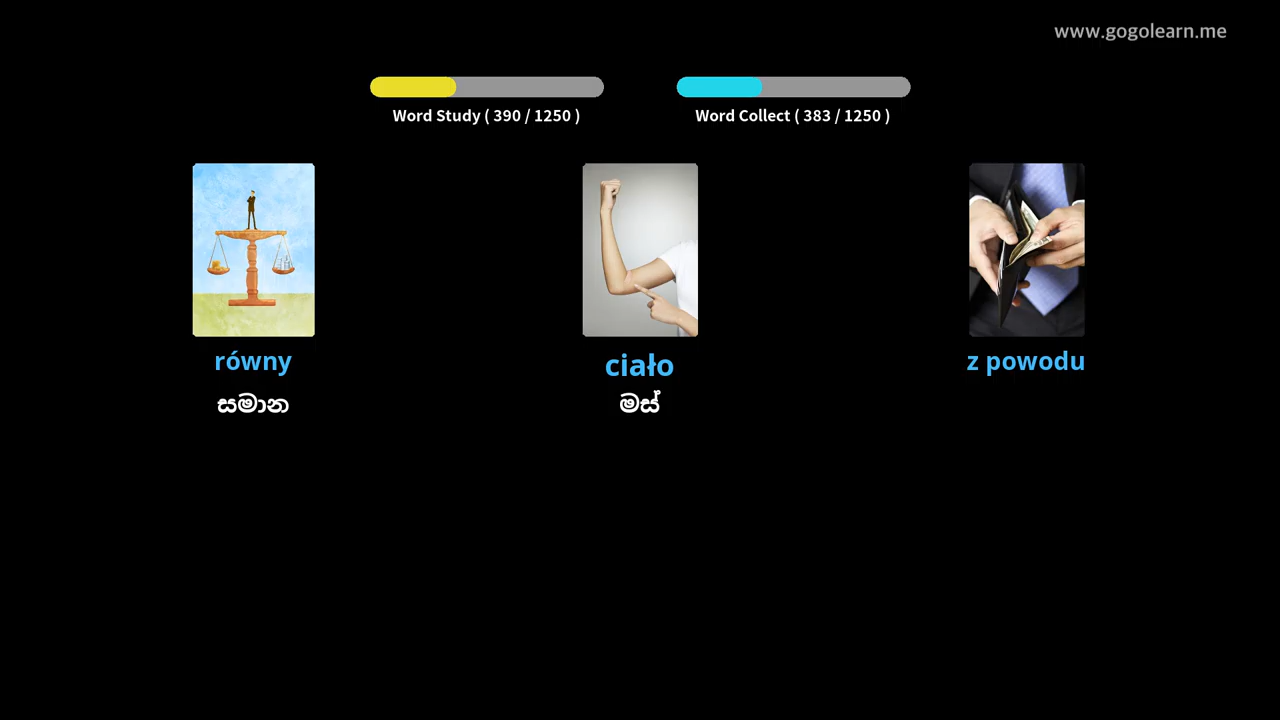 www.gogolearn.me
Word Study ( 390 / 1250 )
Word Collect ( 383 / 1250 )
równy
ciało
z powodu
සමාන
මස්